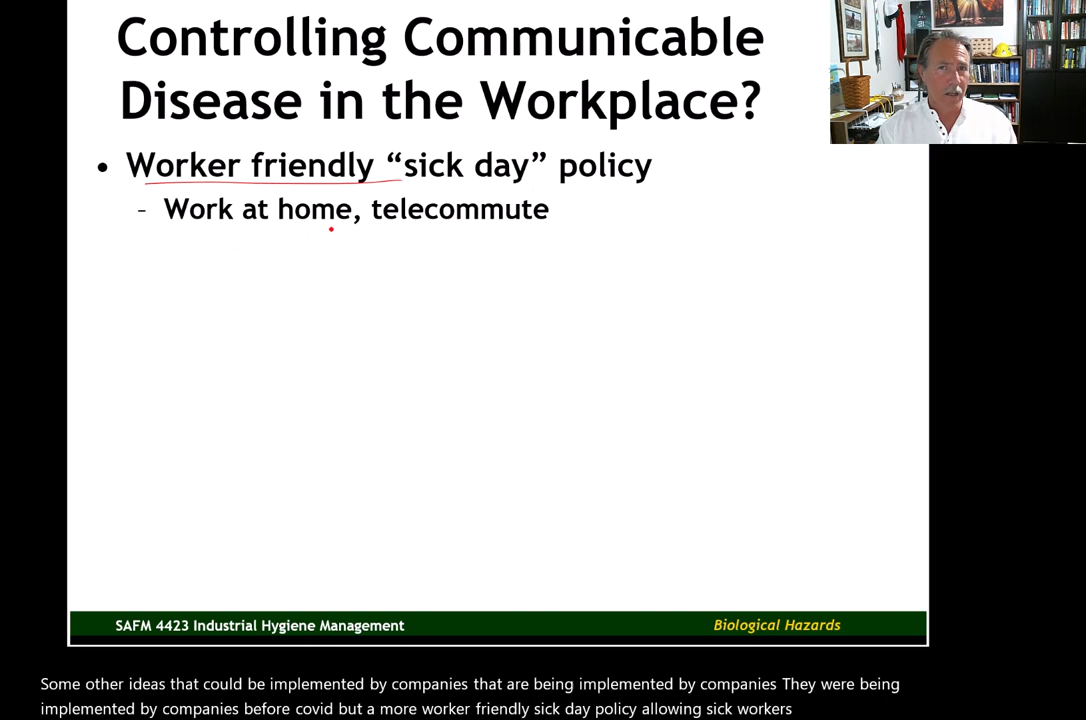 Controlling Communicable
Disease in the Workplace?
• Worker friendly “sick day” policy
- Work at home, telecommute
SAFM 4423 Industrial Hygiene Management
Biological Hazards
Some other ideas that could be implemented by companies that are being implemented by companies They were being
implemented by companies before covid but a more worker friendly sick day policy allowing sick workers